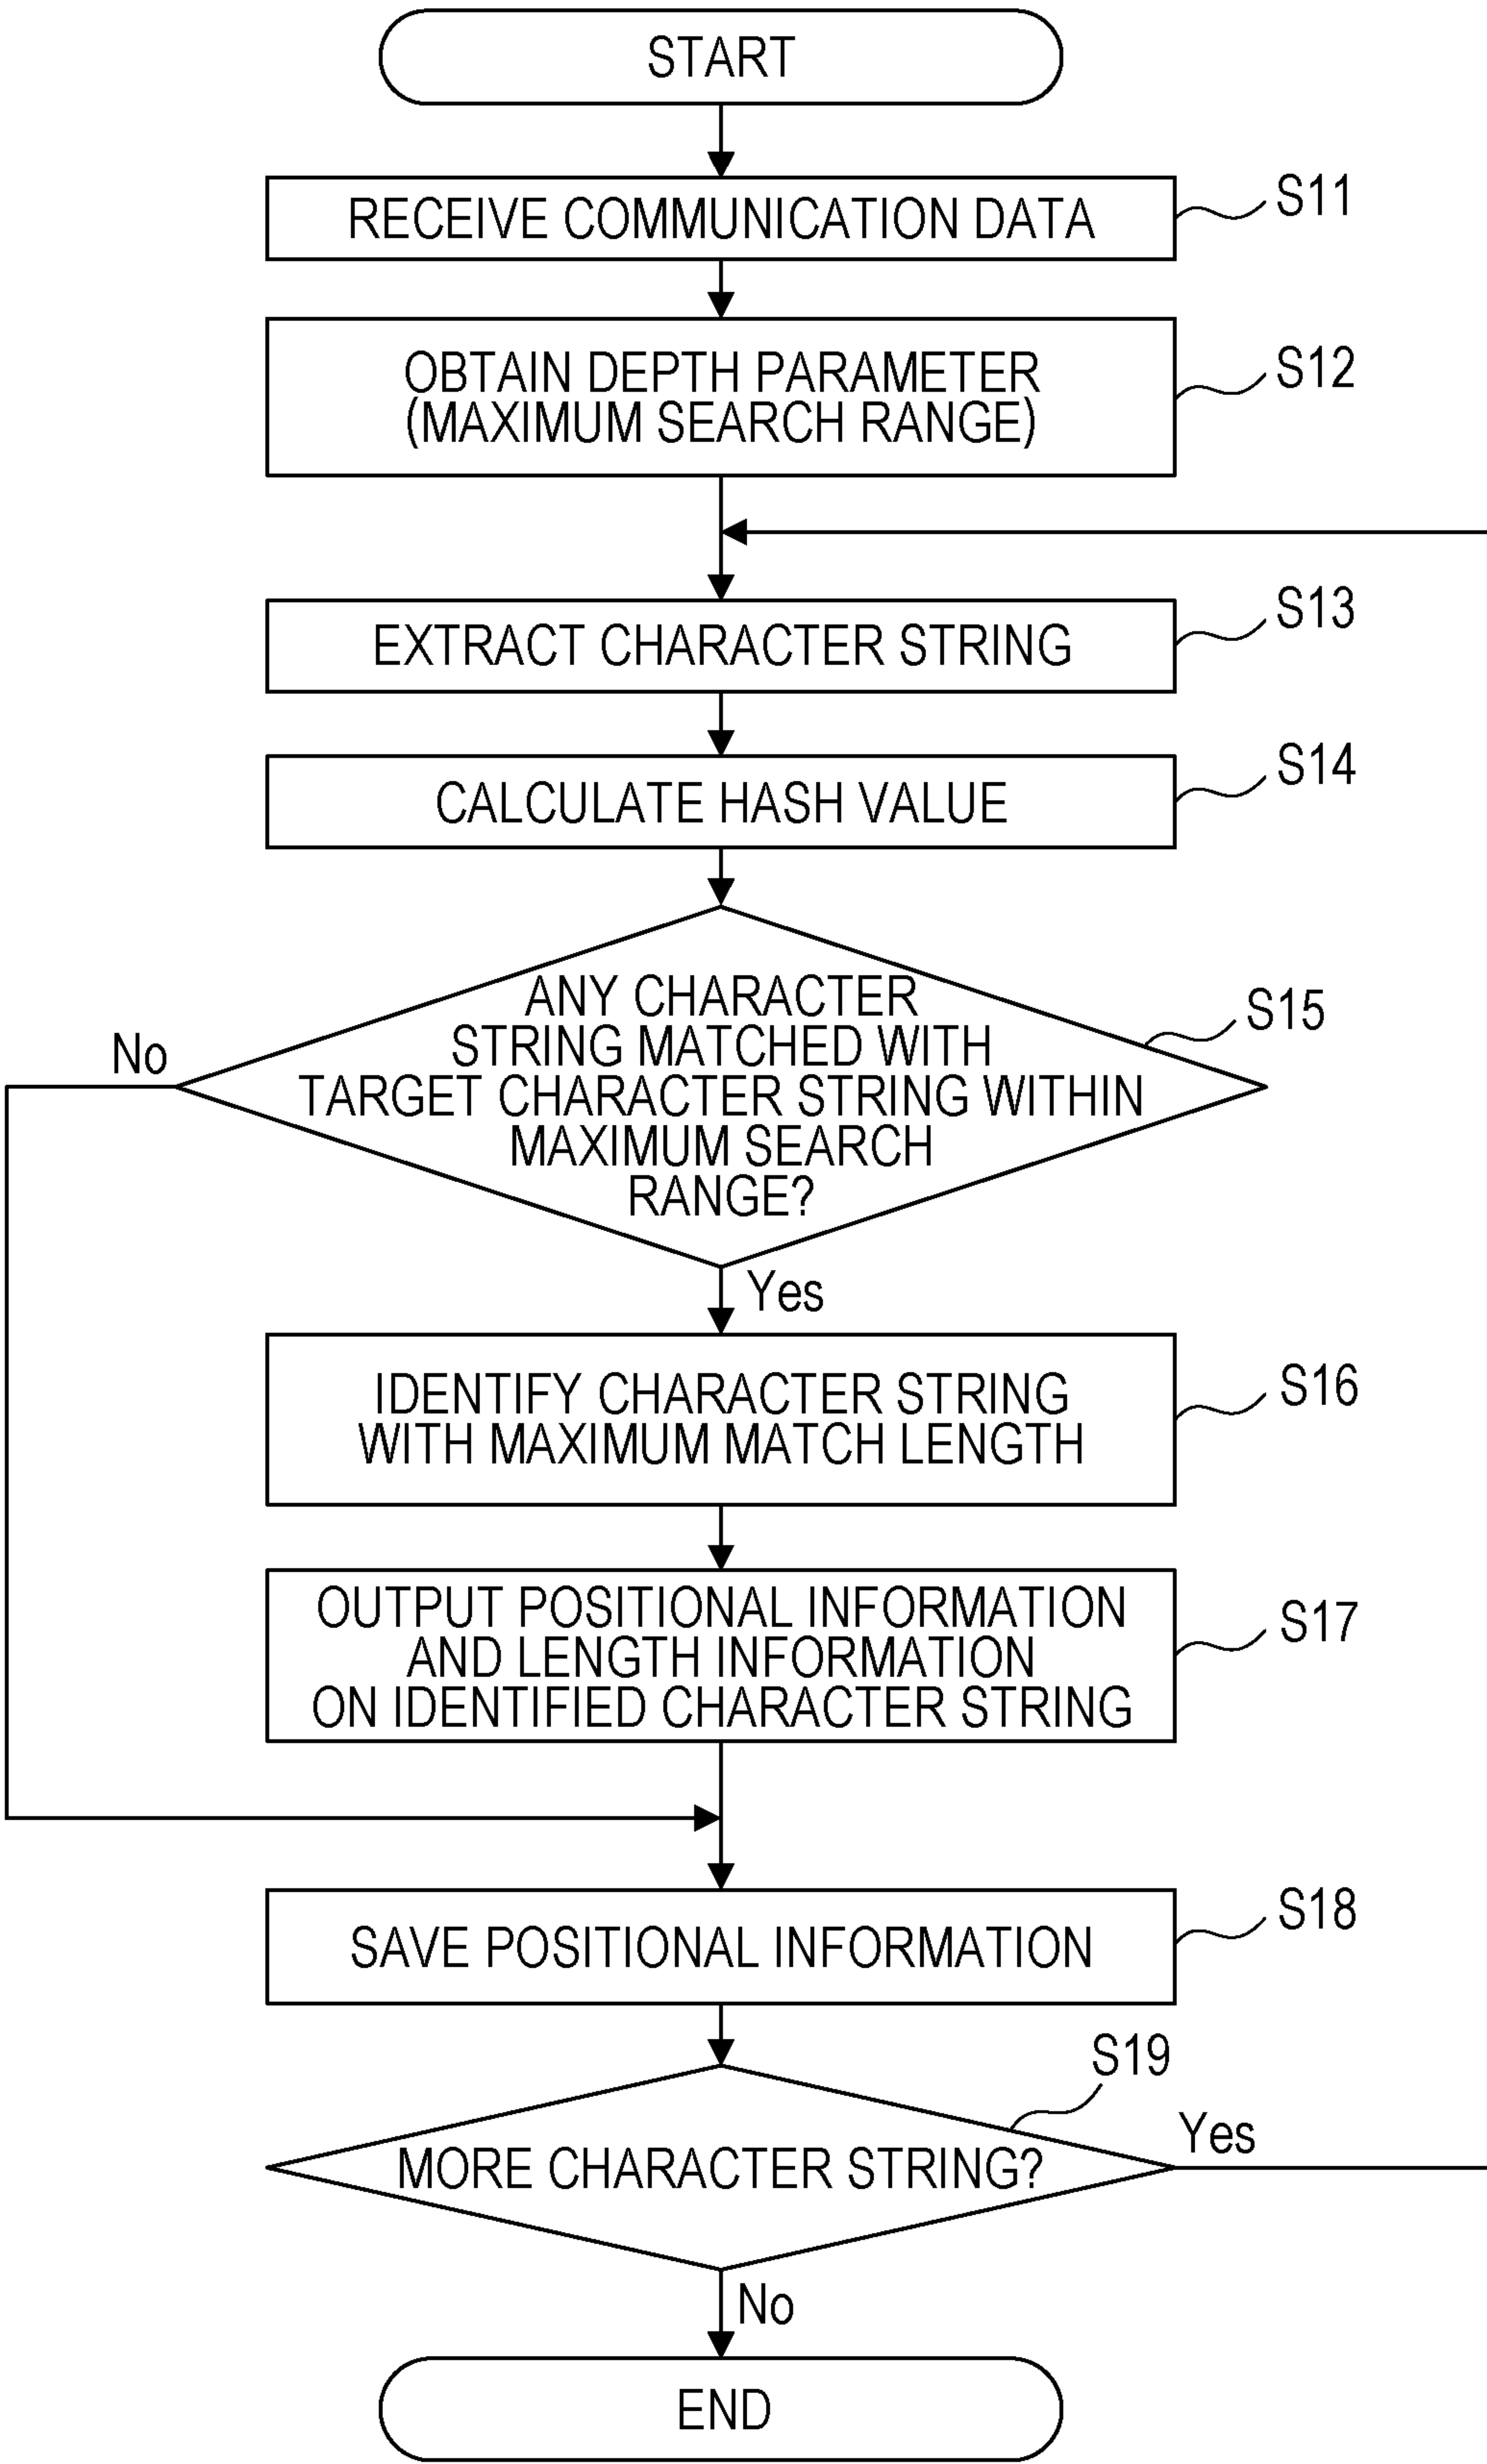 START
RECEIVE COMMUNICATION DATA
S11
OBTAIN DEPTH PARAMETER
(MAXIMUM SEARCH RANGE)
S12
EXTRACT CHARACTER STRING
S13
CALCULATE HASH VALUE
S14
ANY CHARACTER
STRING MATCHED WITH
TARGET CHARACTER STRING WITHIN
MAXIMUM SEARCH
RANGE?
S15
No
Yes
IDENTIFY CHARACTER STRING
WITH MAXIMUM MATCH LENGTH
S16
OUTPUT POSITIONAL INFORMATION
AND LENGTH INFORMATION
ON IDENTIFIED CHARACTER STRING
S17
SAVE POSITIONAL INFORMATION
S18
S19
MORE CHARACTER STRING?
Yes
No
END